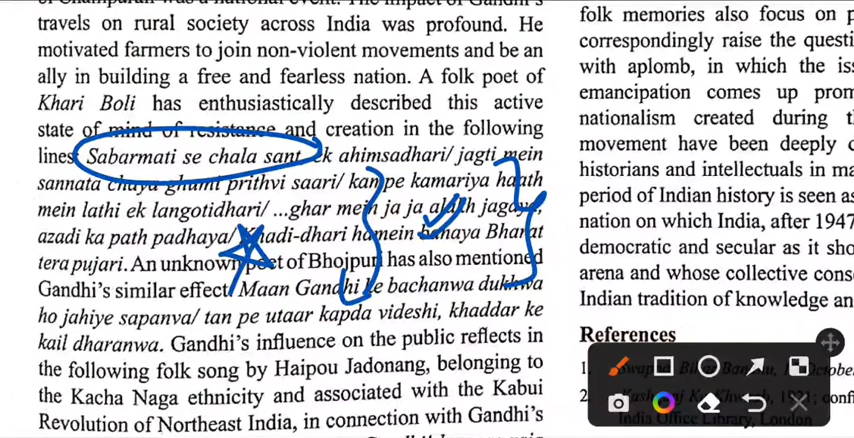 travels on rural society across India was profound. He
motivated farmers to join non-violent movements and be an
ally in building a free and fearless nation. A folk poet of
Khari Boli has enthusiastically described this active
state of mind of resistance and creation in the following
lines Sabarmati se chala sant ek ahimsadhari/ jagti mein
sannata chaya ghumi prithvi saari/ kanpe kamariya haath
mein lathi ek langotidhari/ ...ghar mein ja ja alakh jagaya,
azadi ka path padhaya/ hamein banaya Bharat
tera pujari. An unknown poet of Bhojpuri has also mentioned
Gandhi's similar effect/ Maan Gandhi ke bachanwa dukhwa
ho jahiye sapanva/ tan pe utaar kapda videshi, khaddar ke
kail dharanwa. Gandhi's influence on the public reflects in
the following folk song by Haipou Jadonang, belonging to
the Kacha Naga ethnicity and associated with the Kabui
Revolution of Northeast India, in connection with Gandhi's
folk memories also focus on
correspondingly raise the
with aplomb, in which the
emancipation comes up
nationalism created during
movement have been deeply
historians and intellectuals in
period of Indian history is seen
nation on which India, after 1947
democratic and secular as it
arena and whose collective
Indian tradition of knowledge
References
1.
2.
India Office Library, London